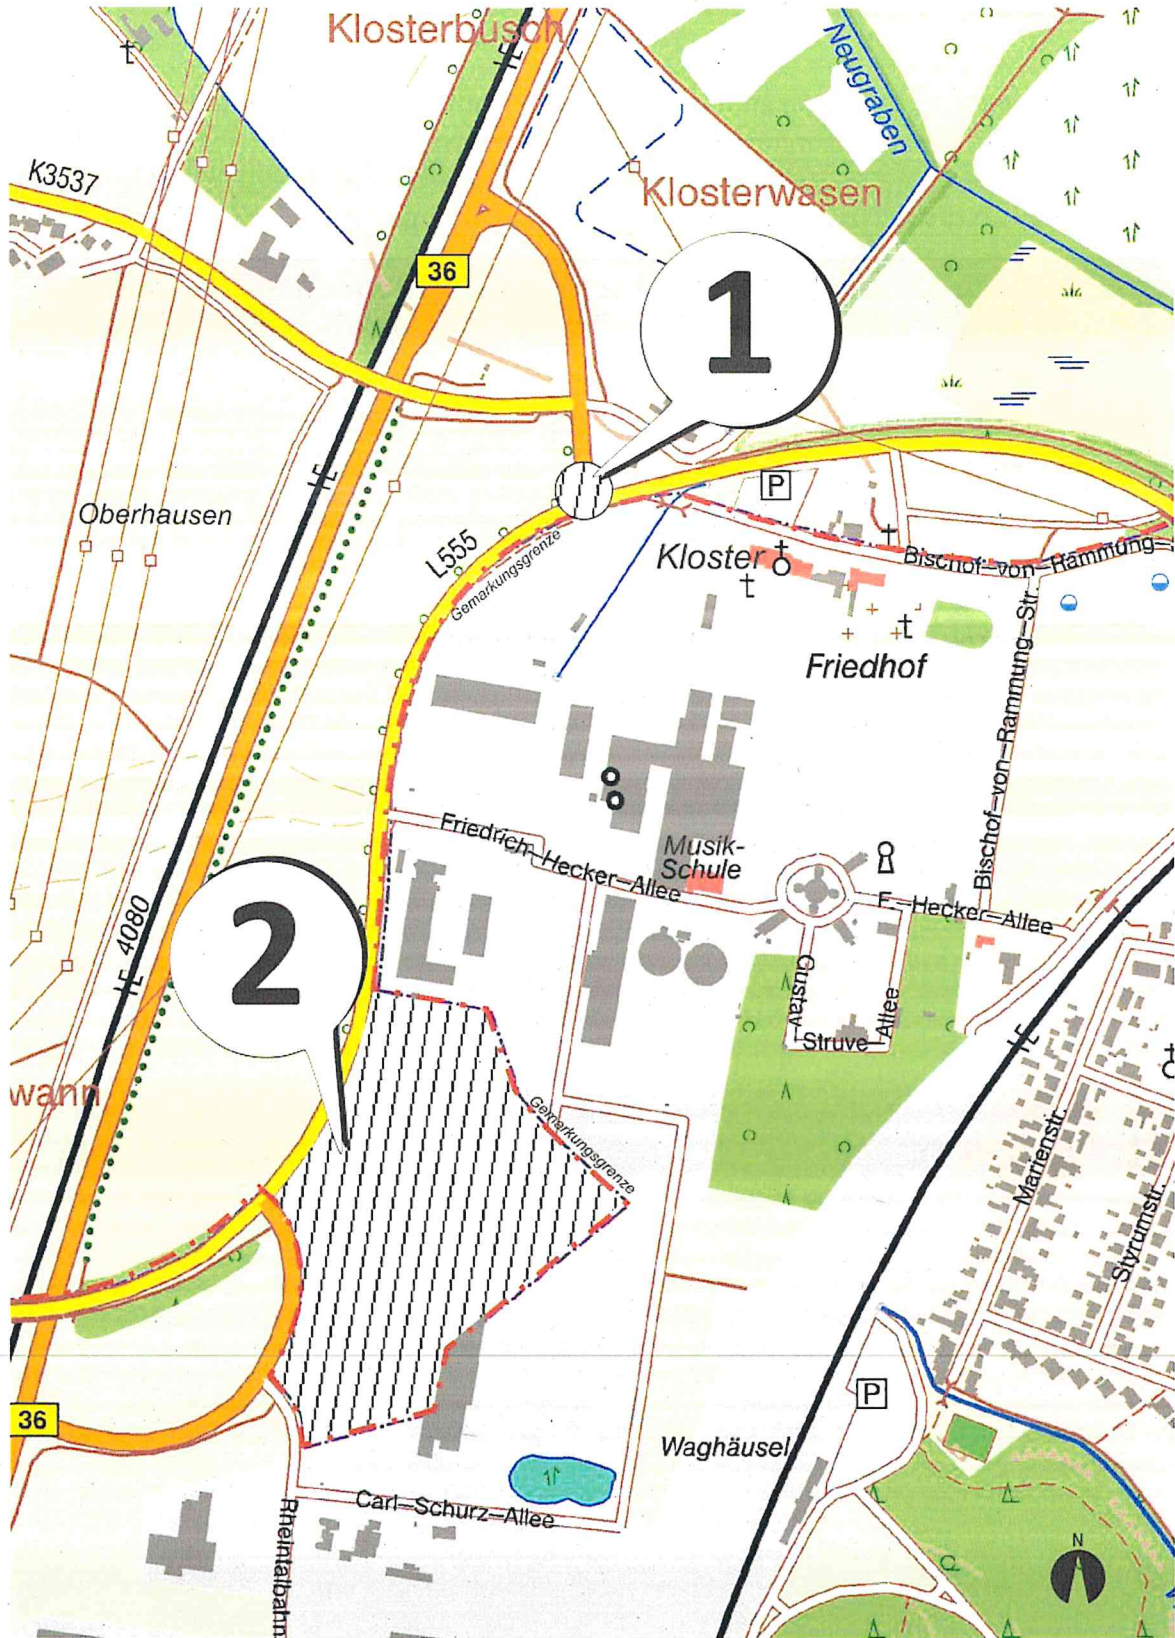 Klosterbusch
Neugraben
K3537
Klosterwasen
36
1
Oberhausen
L555
Gemarkungsgrenze
P
Kloster
Bischof-von-Rammung-
Friedhof
Bischof-von-Rammung-Str.
Friedrich-Hecker-Allee
Musik-
Schule
F.-Hecker-Allee
2
4080
Gustav-
Struve-Allee
wann
Gemarkungsgrenze
Marienstr.
Styrumstr.
36
P
Waghäusel
Carl-Schurz-Allee
Rheintalbahn
N